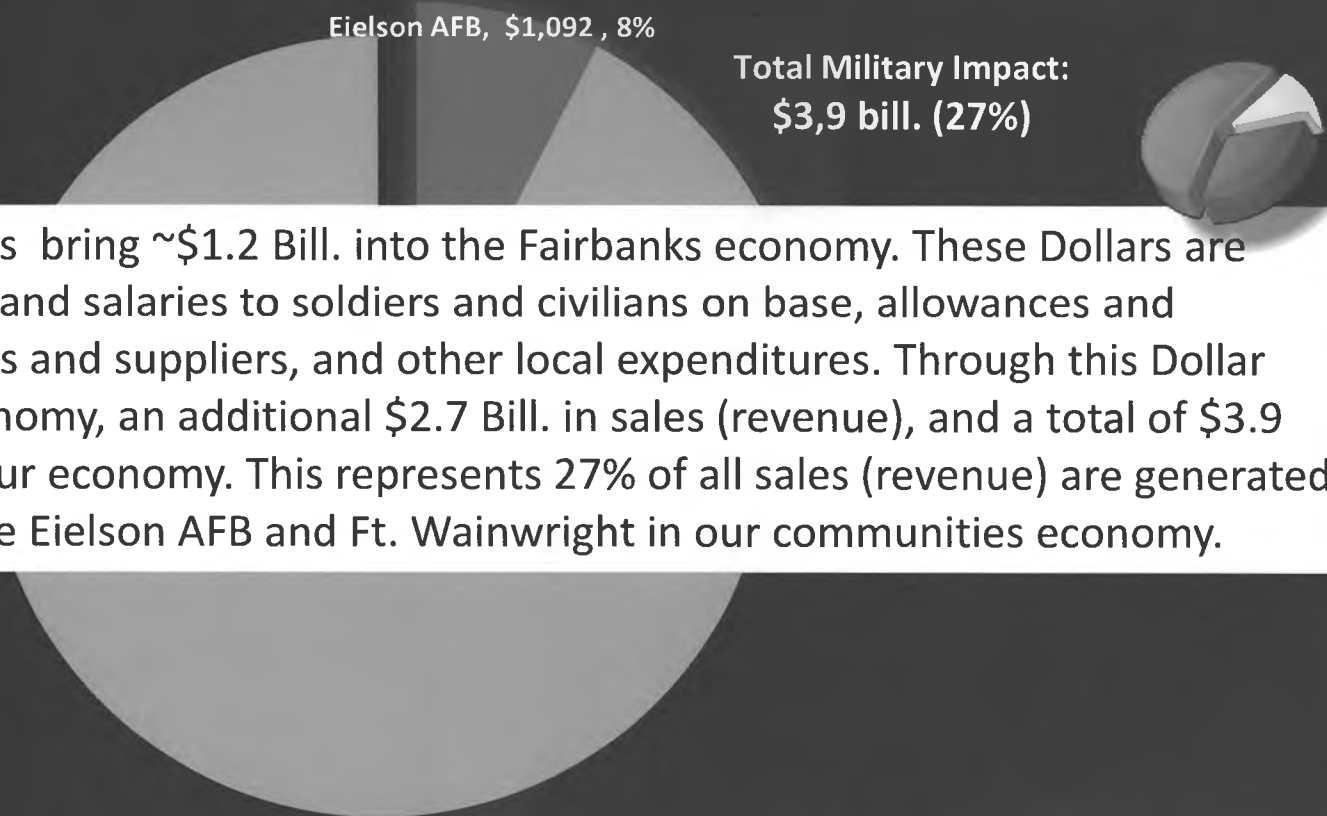 Eielson AFB, $1,092 , 8%
Total Military Impact:
$3,9 bill. (27%)
s bring ~$1.2 Bill. into the Fairbanks economy. These Dollars are
and salaries to soldiers and civilians on base, allowances and
s and suppliers, and other local expenditures. Through this Dollar
nomy, an additional $2.7 Bill. in sales (revenue), and a total of $3.9
ur economy. This represents 27% of all sales (revenue) are generated
e Eielson AFB and Ft. Wainwright in our communities economy.